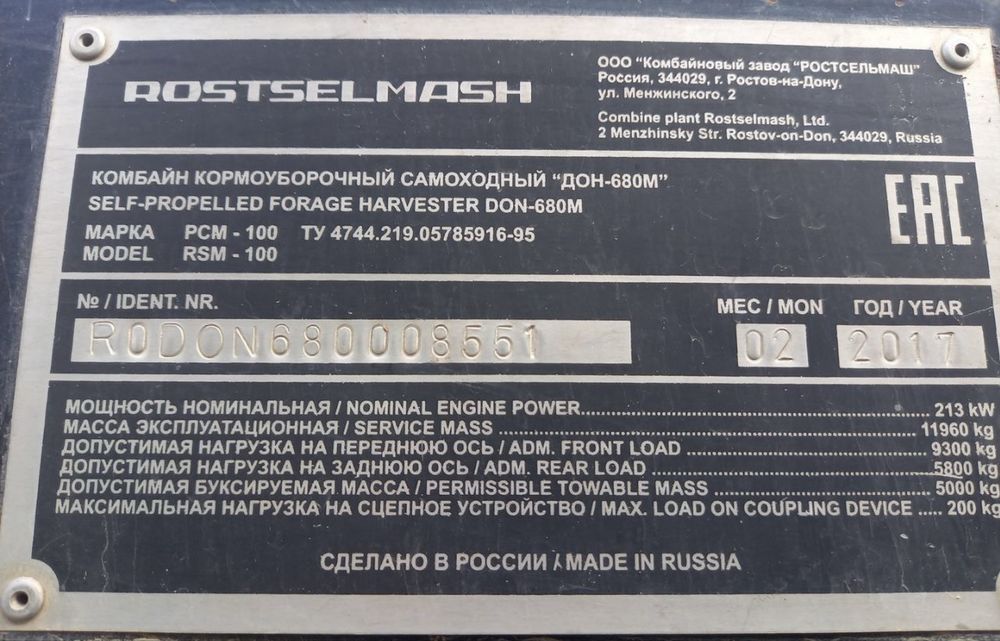 ROSTSELMASH
ООО "Комбайновый завод "РОСТСЕЛЬМАШ"
Россия, 344029, г. Ростов-на-Дону,
ул. Менжинского, 2
Combine plant Rostselmash, Ltd.
2 Menzhinsky Str. Rostov-on-Don, 344029, Russia
КОМБАЙН КОРМОУБОРОЧНЫЙ САМОХОДНЫЙ "ДОН-680М"
SELF-PROPELLED FORAGE HARVESTER DON-680M
МАРКА РСМ - 100 ТУ 4744.219.05785916-95
MODEL RSM - 100
EAC
№ / IDENT. NR. МЕС / MON ГОД / YEAR
R0DON680008551 02 2017
МОЩНОСТЬ НОМИНАЛЬНАЯ / NOMINAL ENGINE POWER........ 213 kW
МАССА ЭКСПЛУАТАЦИОННАЯ / SERVICE MASS ........ 11960 kg
ДОПУСТИМАЯ НАГРУЗКА НА ПЕРЕДНЮЮ ОСЬ / ADM. FRONT LOAD ........ 9300 kg
ДОПУСТИМАЯ НАГРУЗКА НА ЗАДНЮЮ ОСЬ / ADM. REAR LOAD ........ 5800 kg
ДОПУСТИМАЯ БУКСИРУЕМАЯ МАССА / PERMISSIBLE TOWABLE MASS ........ 5000 kg
МАКСИМАЛЬНАЯ НАГРУЗКА НА СЦЕПНОЕ УСТРОЙСТВО / MAX. LOAD ON COUPLING DEVICE ..... 200 kg
СДЕЛАНО В РОССИИ / MADE IN RUSSIA